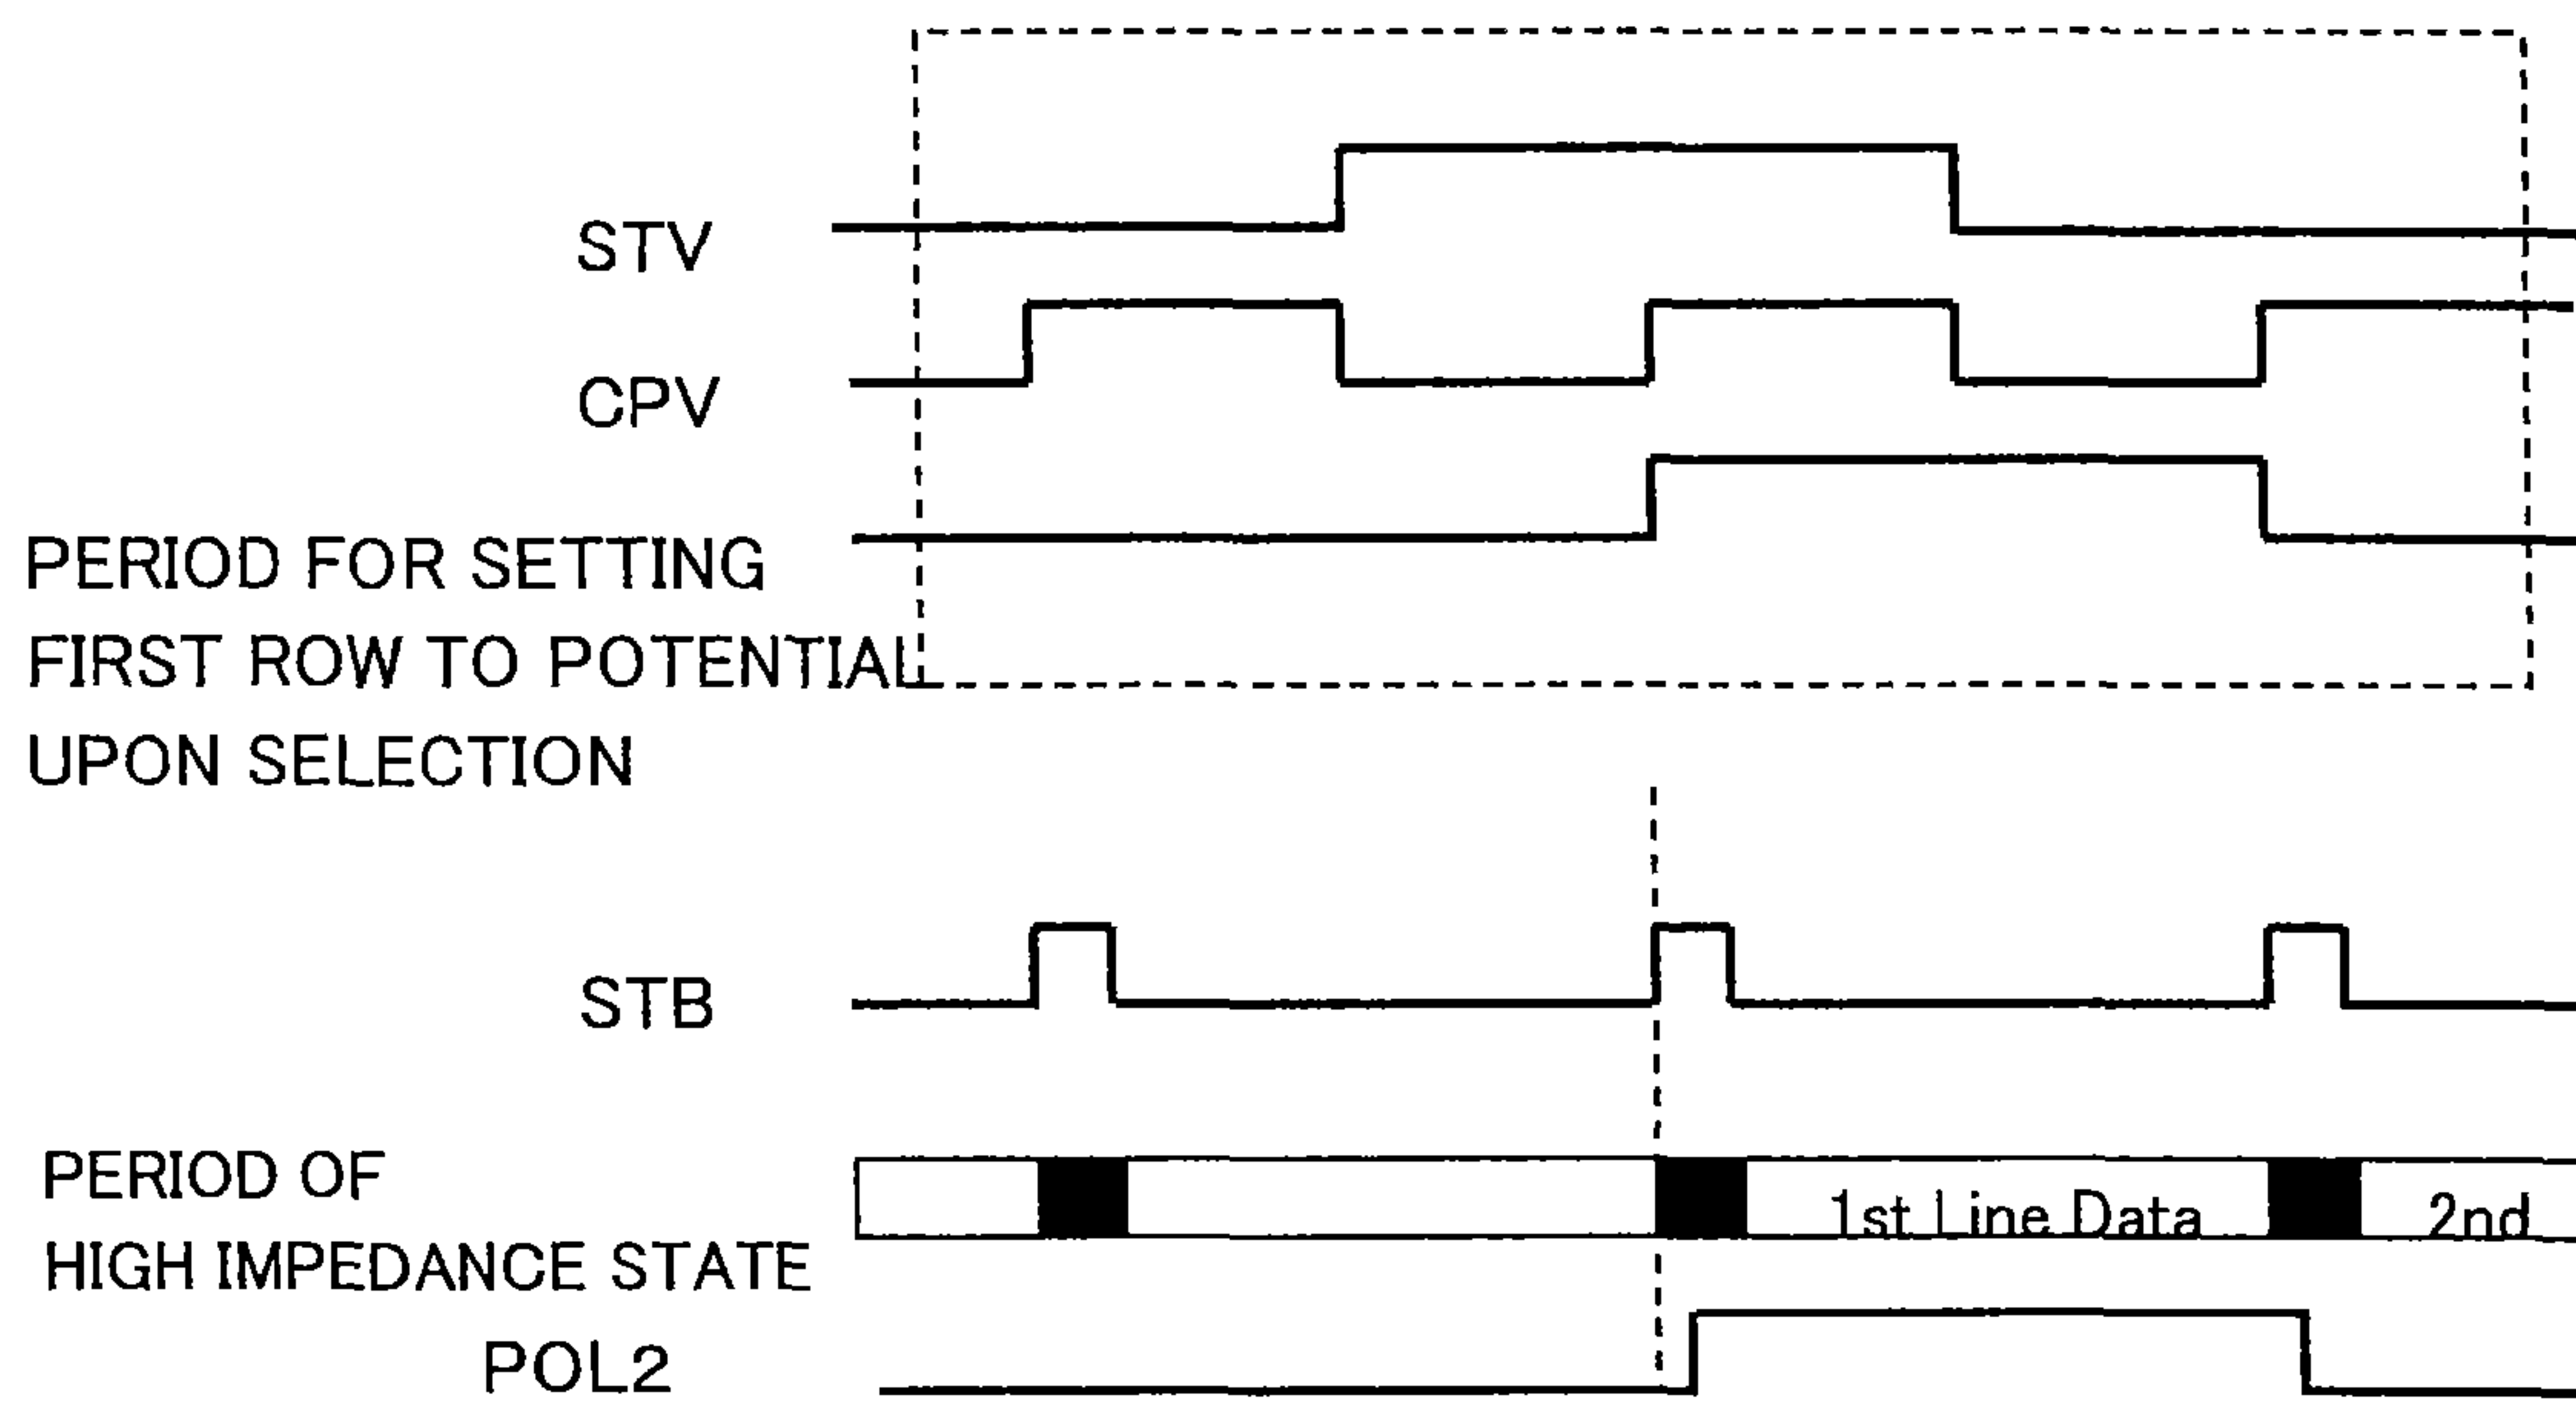 STV
CPV
PERIOD FOR SETTING
FIRST ROW TO POTENTIAL
UPON SELECTION
STB
PERIOD OF
HIGH IMPEDANCE STATE
1st Line Data
2nd
POL2